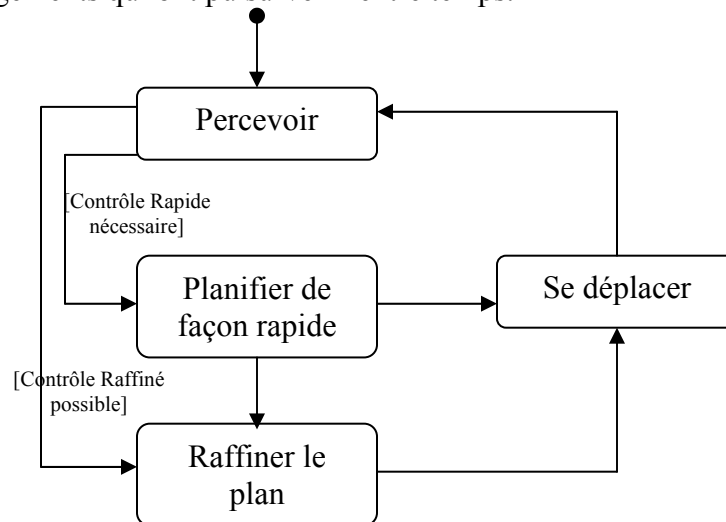 Percevoir
[Contrôle Rapide
nécessaire]
Planifier de
façon rapide
Se déplacer
[Contrôle Raffiné
possible]
Raffiner le
plan